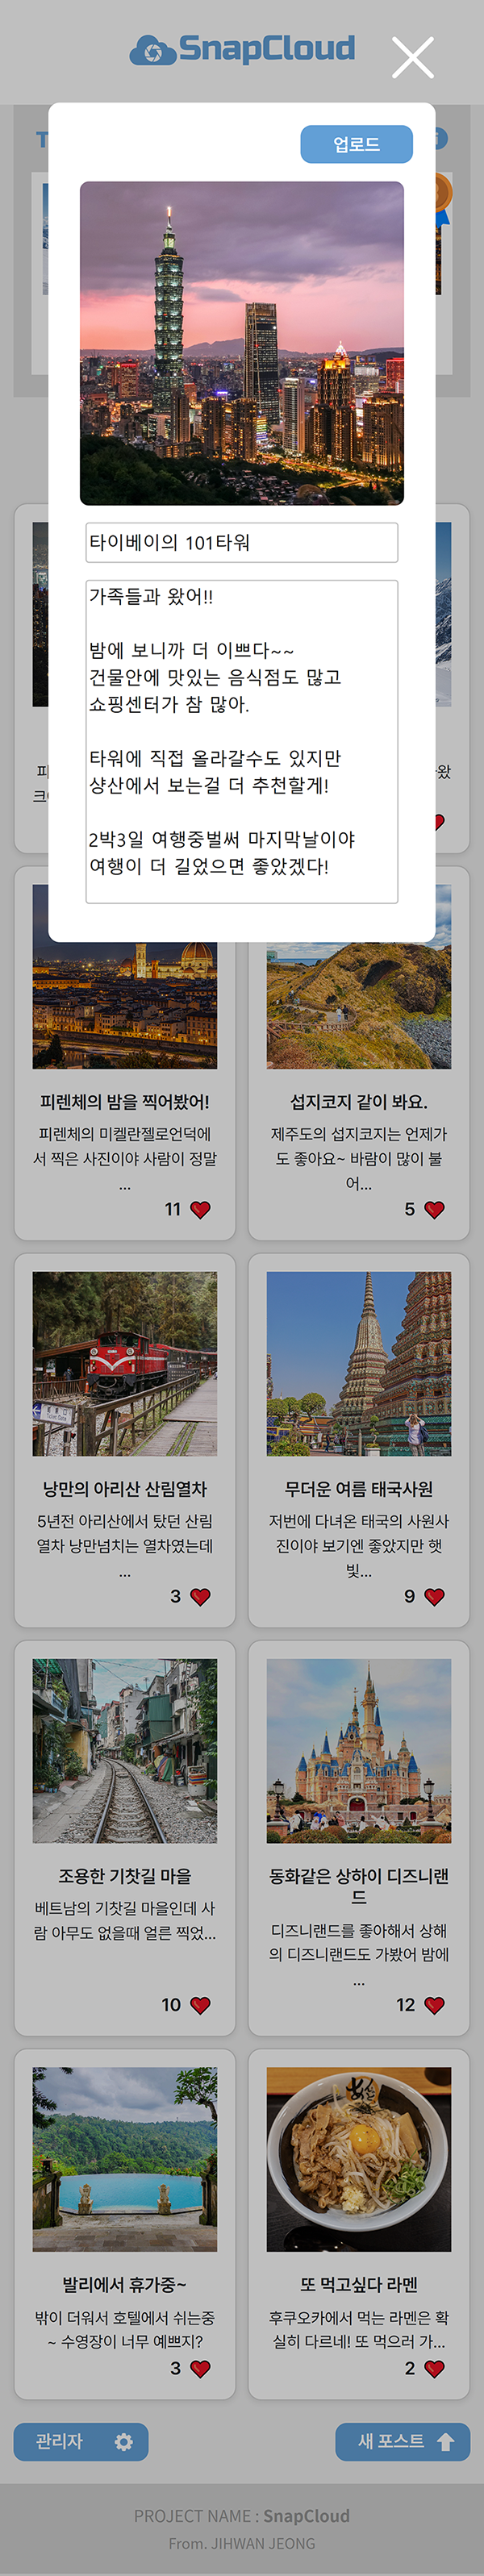 SnapCloud
T
업로드
타이베이의 101타워
가족들과 왔어!!
밤에 보니까 더 이쁘다~~
건물안에 맛있는 음식점도 많고
쇼핑센터가 참 많아.
타워에 직접 올라갈수도 있지만
샹산에서 보는걸 더 추천할게!
2박3일 여행중벌써 마지막날이야
여행이 더 길었으면 좋았겠다!
피렌체의 밤을 찍어봤어!
피렌체의 미켈란젤로언덕에
서 찍은 사진이야 사람이 정말
...
11
섭지코지 같이 봐요.
제주도의 섭지코지는 언제가
도 좋아요~ 바람이 많이 불
어...
5
낭만의 아리산 산림열차
5년전 아리산에서 탔던 산림
열차 낭만넘치는 열차였는데
...
3
무더운 여름 태국사원
저번에 다녀온 태국의 사원사
진이야 보기엔 좋았지만 햇
빛...
9
조용한 기찻길 마을
베트남의 기찻길 마을인데 사
람 아무도 없을때 얼른 찍었...
10
동화같은 상하이 디즈니랜
드
디즈니랜드를 좋아해서 상해
의 디즈니랜드도 가봤어 밤에
...
12
발리에서 휴가중~
밖이 더워서 호텔에서 쉬는중
~ 수영장이 너무 예쁘지?
3
또 먹고싶다 라멘
후쿠오카에서 먹는 라멘은 확
실히 다르네! 또 먹으러 가...
2
관리자
새 포스트
PROJECT NAME : SnapCloud
From. JIHWAN JEONG